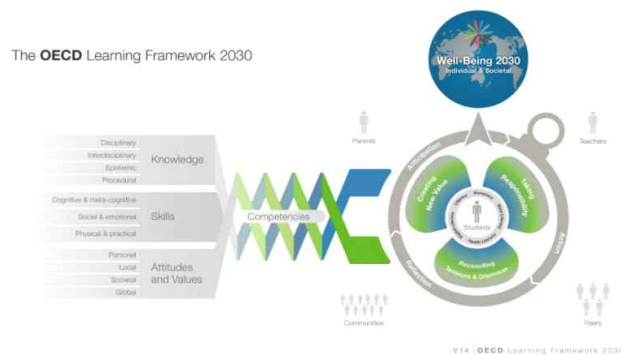 The OECD Learning Framework 2030
Well-Being 2030
Individual & Societal
Parents
Teachers
Disciplinary
Interdisciplinary
Epistemic
Procedural
Knowledge
Cognitive & meta-cognitive
Social & emotional
Physical & practical
Skills
Personal
Local
Societal
Global
Attitudes
and Values
Competencies
Anticipation
Action
Reflection
Creating
New Value
Taking
Responsibility
Reconciling
Tensions & Dilemmas
Students
Communities
Peers
V14 OECD Learning Framework 203